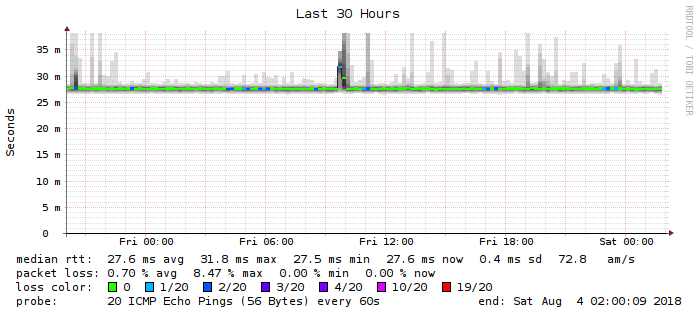 Last 30 Hours
RRDTOOL / TOBI OETIKER
Seconds
35 m
30 m
25 m
20 m
15 m
10 m
5 m
0
Fri 00:00 Fri 06:00 Fri 12:00 Fri 18:00 Sat 00:00
median rtt: 27.6 ms avg 31.8 ms max 27.5 ms min 27.6 ms now 0.4 ms sd 72.8 am/s
packet loss: 0.70 % avg 8.47 % max 0.00 % min 0.00 % now
loss color: 0 1/20 2/20 3/20 4/20 10/20 19/20
probe: 20 ICMP Echo Pings (56 Bytes) every 60s end: Sat Aug 4 02:00:09 2018